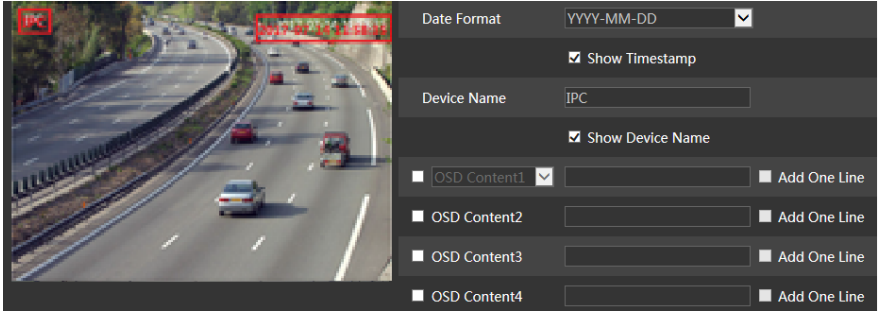 IPC
Date Format YYYY-MM-DD
Show Timestamp
Device Name IPC
Show Device Name
OSD Content1 Add One Line
OSD Content2 Add One Line
OSD Content3 Add One Line
OSD Content4 Add One Line